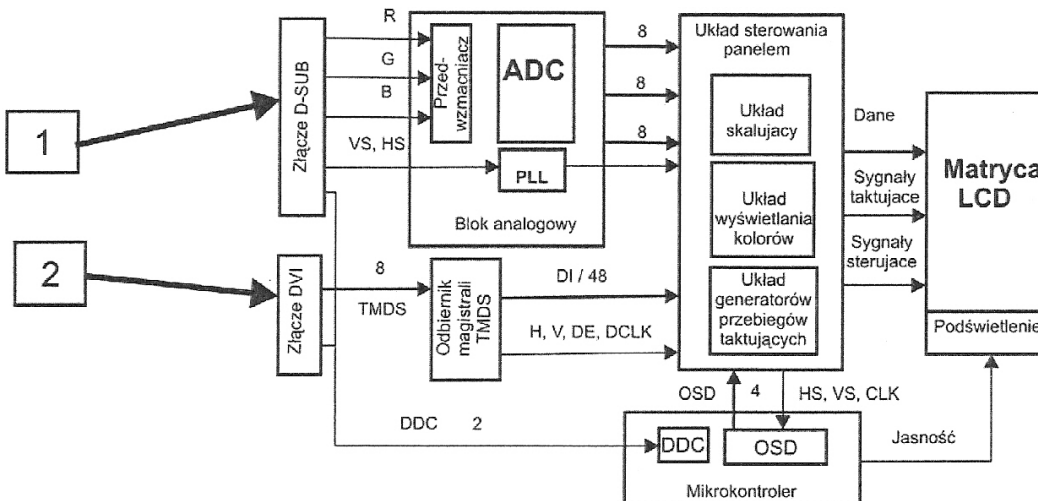 1
2
Złącze D-SUB
Złącze DVI
R
G
B
VS, HS
Przed-
wzmacniacz
ADC
PLL
Blok analogowy
8
8
8
8
TMDS
Odbiernik
magistrali
TMDS
DI / 48
H, V, DE, DCLK
Układ sterowania
panelem
Układ
skalujacy
Układ
wyświetlania
kolorów
Układ
generatorów
przebiegów
taktujących
Dane
Sygnały
taktujace
Sygnały
sterujace
Matryca
LCD
Podświetlenie
OSD
4
HS, VS, CLK
DDC
2
DDC
OSD
Mikrokontroler
Jasność